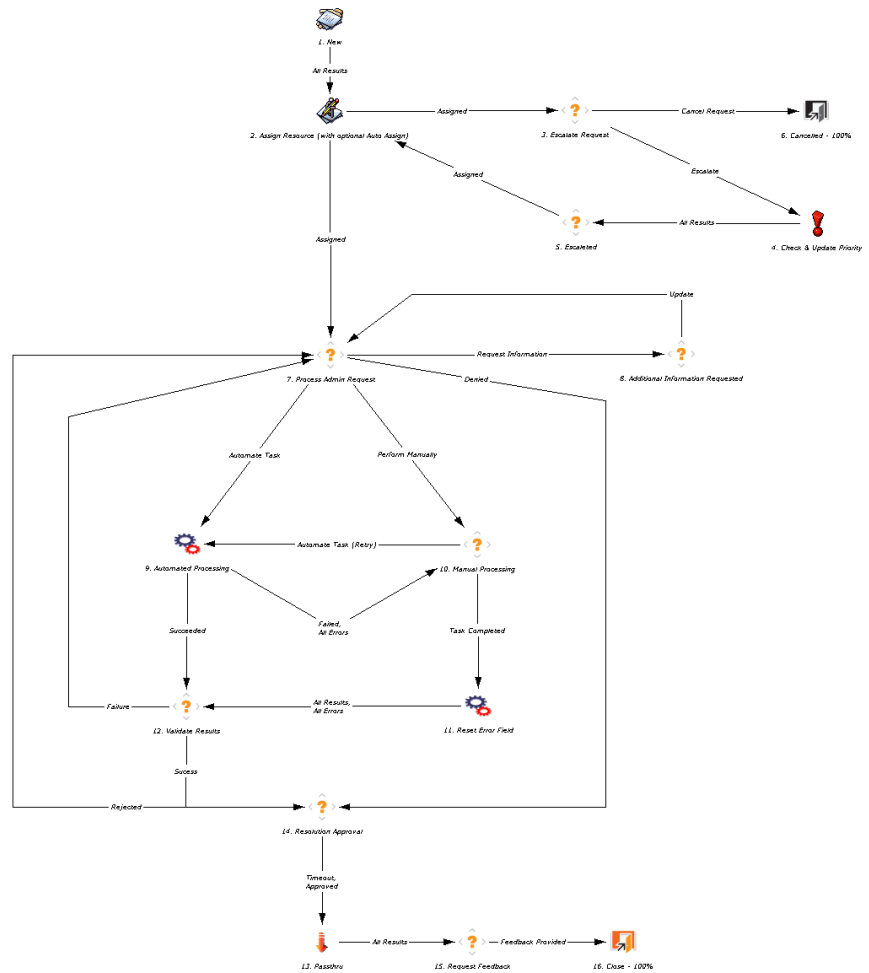 1. New
All Results
Assigned
Cancel Request
2. Assign Resource (with optional Auto Assign)
3. Escalate Request
6. Cancelled - 100%
Assigned
Escalate
All Results
Assigned
5. Escaleted
4. Check & Update Priority
Update
Request Information
7. Process Admin Request
Denied
8. Additional Information Requested
Automate Task
Perform Manually
Automate Task (Retry)
9. Automated Processing
10. Manual Processing
Failed,
All Errors
Succeeded
Task Completed
Failure
All Results,
All Errors
12. Validate Results
11. Reset Error Field
Sucess
Rejected
14. Resolution Approval
Timeout,
Approved
All Results
Feedback Provided
13. Passthru
15. Request Feedback
16. Close - 100%